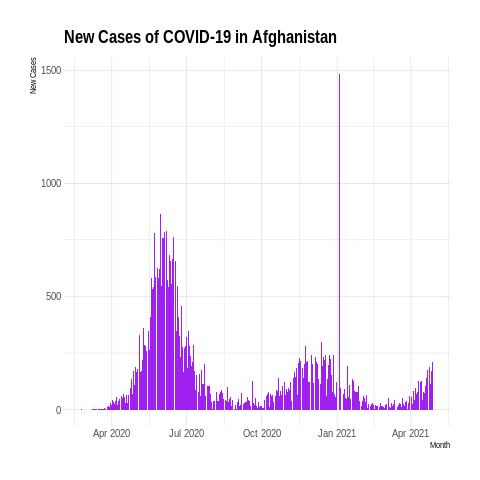 New Cases of COVID-19 in Afghanistan
New Cases
1500
1000
500
0
Apr 2020 Jul 2020 Oct 2020 Jan 2021 Apr 2021
Month